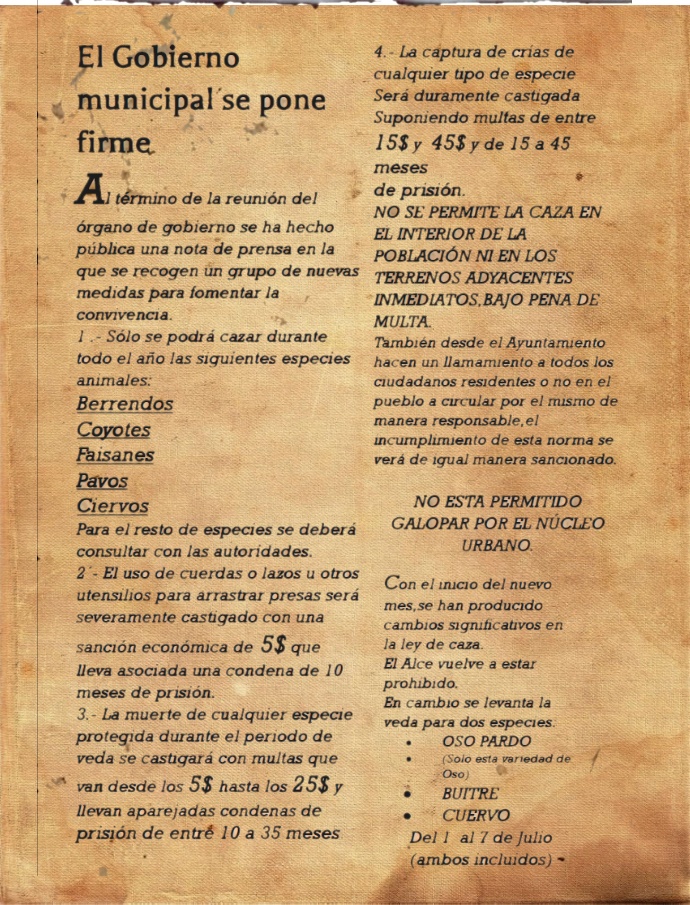 El Gobierno
municipal se pone
firme
Al término de la reunión del
órgano de gobierno se ha hecho
pública una nota de prensa en la
que se recogen un grupo de nuevas
medidas para fomentar la
convivencia.
1 .- Sólo se podrá cazar durante
todo el año las siguientes especies
animales:
Berrendos
Coyotes
Faisanes
Pavos
Ciervos
Para el resto de especies se deberá
consultar con las autoridades.
2 - El uso de cuerdas o lazos u otros
utensilios para arrastrar presas será
severamente castigado con una
sanción económica de 5$ que
lleva asociada una condena de 10
meses de prisión.
3.- La muerte de cualquier especie
protegida durante el periodo de
veda se castigará con multas que
van desde los 5$ hasta los 25$ y
llevan aparejadas condenas de
prisión de entre 10 a 35 meses
4.- La captura de crias de
cualquier tipo de especie
Será duramente castigada
Suponiendo multas de entre
15$ y 45$ y de 15 a 45
meses
de prisión.
NO SE PERMITE LA CAZA EN
EL INTERIOR DE LA
POBLACIÓN NI EN LOS
TERRENOS ADYACENTES
INMEDIATOS,BAJO PENA DE
MULTA.
También desde el Ayuntamiento
hacen un llamamiento a todos los
ciudadanos residentes o no en el
pueblo a circular por el mismo de
manera responsable,el
incumplimiento de esta norma se
verá de igual manera sancionado.
NO ESTA PERMITIDO
GALOPAR POR EL NÚCLEO
URBANO.
Con el inicio del nuevo
mes,se han producido
cambios significativos en
la ley de caza.
El Alce vuelve a estar
prohibido.
En cambio se levanta la
veda para dos especies.
• OSO PARDO
• (Solo esta variedad de
Oso)
• BUITRE
• CUERVO
Del 1 al 7 de Julio
(ambos incluidos)